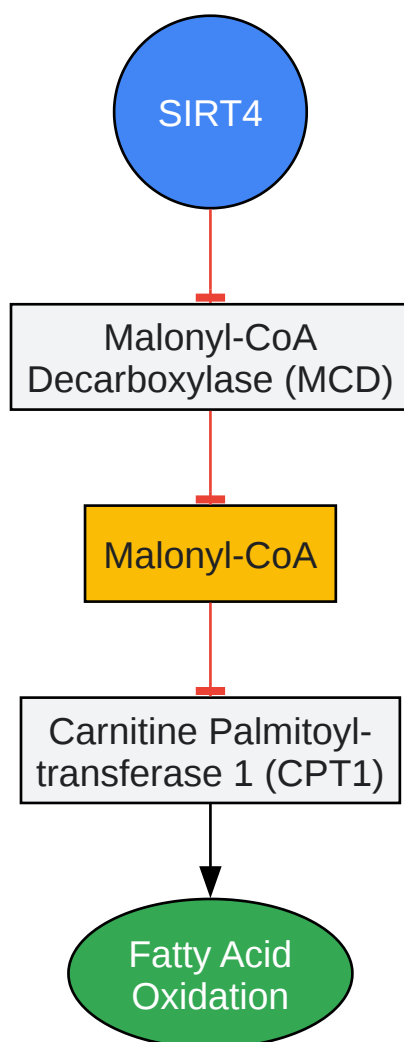 SIRT4
Malonyl-CoA
Decarboxylase (MCD)
Malonyl-CoA
Carnitine Palmitoyl-
transferase 1 (CPT1)
Fatty Acid
Oxidation